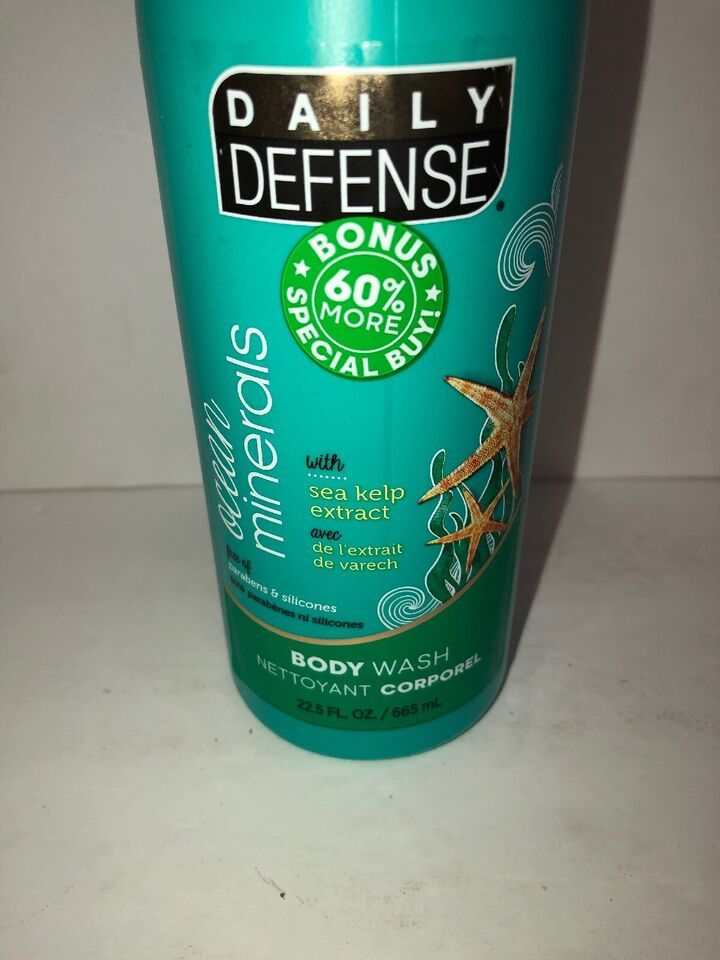 DAILY
DEFENSE
BONUS
60%
MORE
SPECIAL BUY!
ocean
minerals
with
sea kelp
extract
avec
de l'extrait
de varech
free of
parabens & silicones
sans parabènes ni silicones
BODY WASH
NETTOYANT CORPOREL
22.5 FL. OZ. / 665 mL